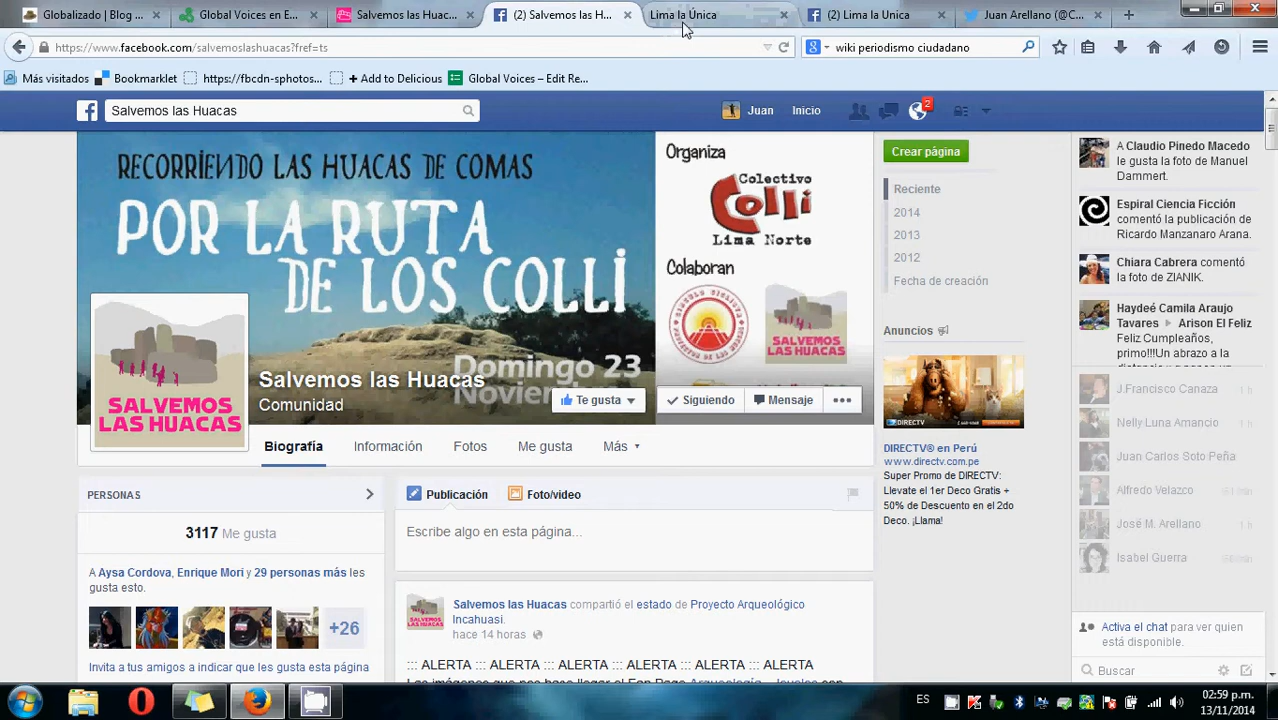 Globalizado | Blog ...
Global Voices en E...
Salvemos las Huac...
(2) Salvemos las H...
Lima la Única
(2) Lima la Unica
Juan Arellano (@C...
https://www.facebook.com/salvemoslashuacas?fref=ts
wiki periodismo ciudadano
Más visitados
Bookmarklet
https://fbcdn-sphotos...
+ Add to Delicious
Global Voices – Edit Re...
Salvemos las Huacas
Juan
Inicio
2
RECORRIENDO LAS HUACAS DE COMAS
POR LA RUTA
DE LOS COLLI
Domingo 23
Organiza
Colectivo
Colli
Lima Norte
Colaboran
SALVEMOS
LAS HUACAS
SALVEMOS
LAS HUACAS
Salvemos las Huacas
Comunidad
Te gusta
Siguiendo
Mensaje
Biografía
Información
Fotos
Me gusta
Más
PERSONAS
3117 Me gusta
A Aysa Cordova, Enrique Mori y 29 personas más les
gusta esto.
+26
Invita a tus amigos a indicar que les gusta esta página
Publicación
Foto/video
Escribe algo en esta página...
Salvemos las Huacas compartió el estado de Proyecto Arqueológico
Incahuasi.
hace 14 horas
::: ALERTA ::: ALERTA ::: ALERTA ::: ALERTA ::: ALERTA ::: ALERTA
Crear página
Reciente
2014
2013
2012
Fecha de creación
Anuncios
DIRECTV
DIRECTV® en Perú
www.directv.com.pe
Super Promo de DIRECTV:
Llevate el 1er Deco Gratis +
50% de Descuento en el 2do
Deco. ¡Llama!
A Claudio Pinedo Macedo
le gusta la foto de Manuel
Dammert.
Espiral Ciencia Ficción
comentó la publicación de
Ricardo Manzanaro Arana.
Chiara Cabrera comentó
la foto de ZIANIK.
Haydeé Camila Araujo
Tavares ▸ Arison El Feliz
Feliz Cumpleaños,
primo!!!Un abrazo a la
J.Francisco Canaza
1 h
Nelly Luna Amancio
1 h
Juan Carlos Soto Peña
Alfredo Velazco
José M. Arellano
1 h
Isabel Guerra
Activa el chat para ver quien
está disponible.
Buscar
ES
02:59 p.m.
13/11/2014